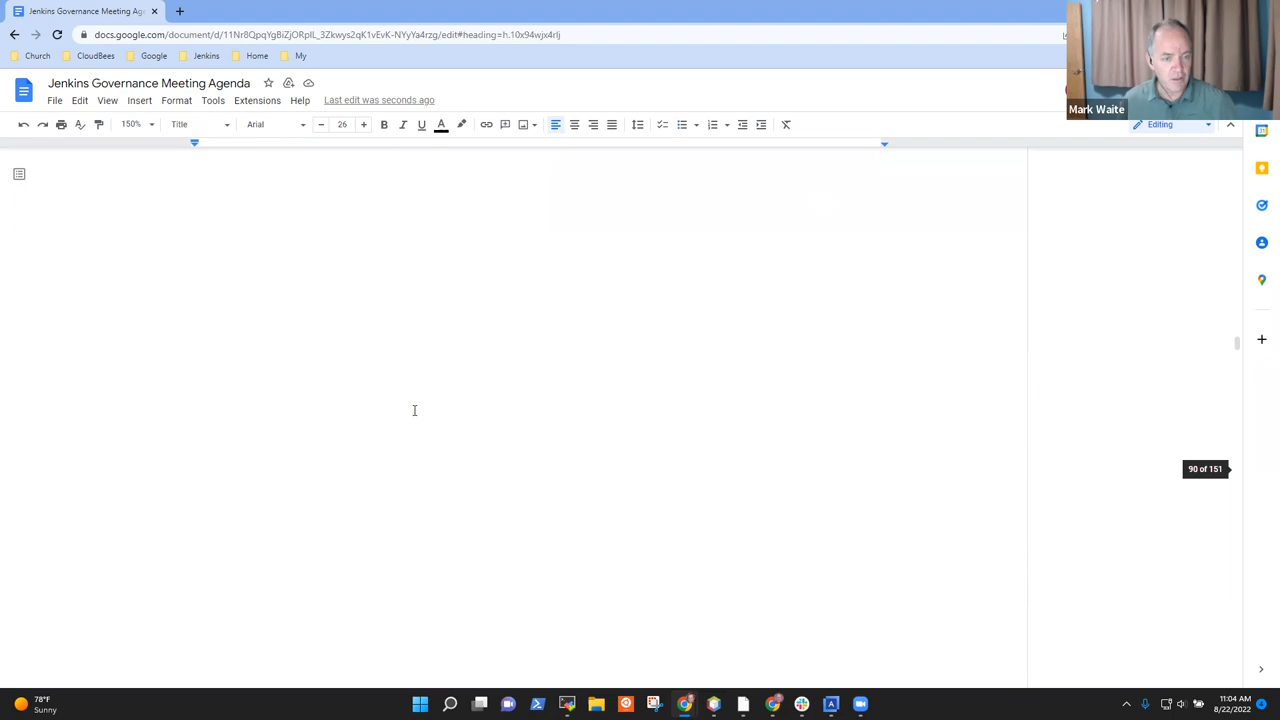 Jenkins Governance Meeting Ag
docs.google.com/document/d/11Nr8QpqYgBiZjORpIL_3Zkwys2qK1vEvK-NYyYa4rzg/edit#heading=h.10x94wjx4rlj
Church
CloudBees
Google
Jenkins
Home
My
Jenkins Governance Meeting Agenda
File
Edit
View
Insert
Format
Tools
Extensions
Help
Last edit was seconds ago
Mark Waite
150%
Title
Arial
26
B
I
U
A
Editing
90 of 151
78°F
Sunny
11:04 AM
8/22/2022